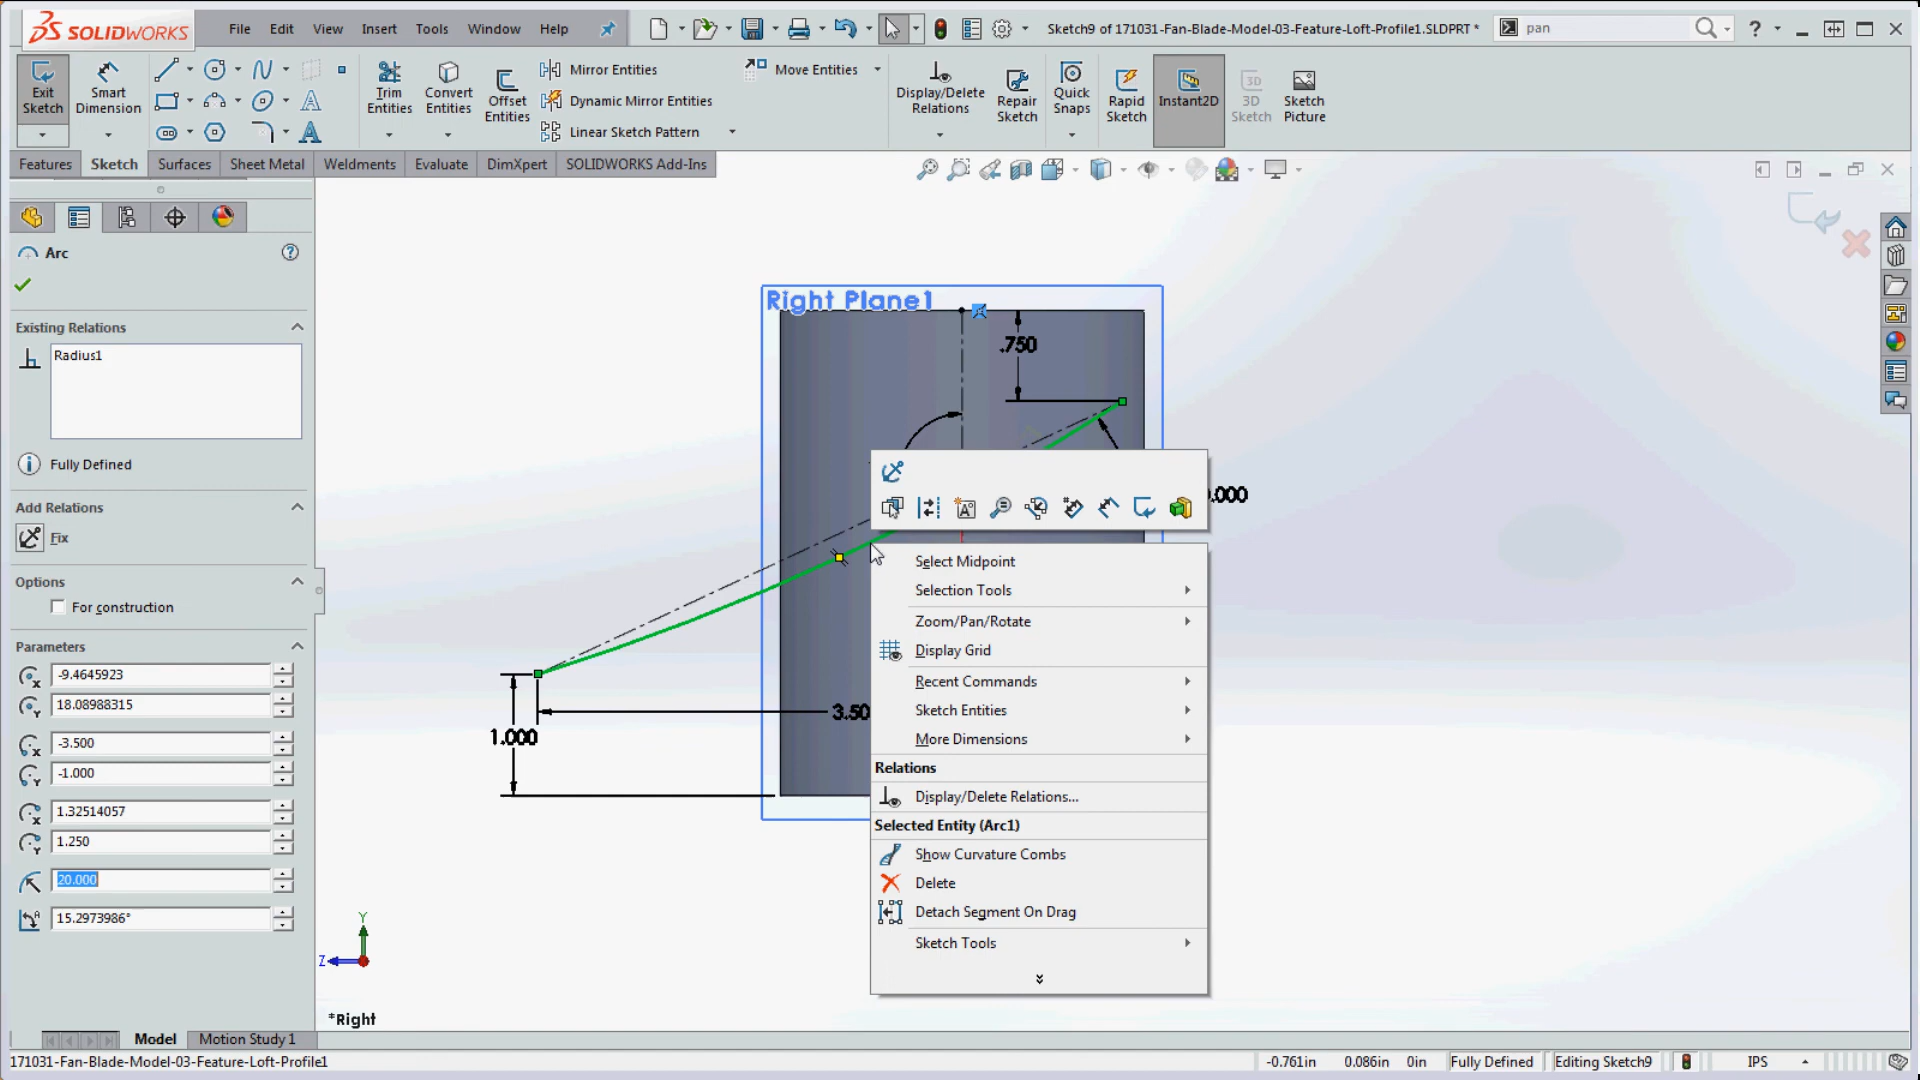 SOLIDWORKS
File Edit View Insert Tools Window Help
Sketch9 of 171031-Fan-Blade-Model-03-Feature-Loft-Profile1.SLDPRT *
pan
Exit Sketch
Smart Dimension
Trim Entities
Convert Entities
Offset Entities
Mirror Entities
Dynamic Mirror Entities
Linear Sketch Pattern
Move Entities
Display/Delete Relations
Repair Sketch
Quick Snaps
Rapid Sketch
Instant2D
3D Sketch
Sketch Picture
Features Sketch Surfaces Sheet Metal Weldments Evaluate DimXpert SOLIDWORKS Add-Ins
Arc
Existing Relations
Radius1
Fully Defined
Add Relations
Fix
Options
For construction
Parameters
-9.4645923
18.08988315
-3.500
-1.000
1.32514057
1.250
20.000
15.2973986°
Right Plane1
.750
.000
3.50
1.000
Select Midpoint
Selection Tools
Zoom/Pan/Rotate
Display Grid
Recent Commands
Sketch Entities
More Dimensions
Relations
Display/Delete Relations...
Selected Entity (Arc1)
Show Curvature Combs
Delete
Detach Segment On Drag
Sketch Tools
Y
Z
*Right
Model Motion Study 1
171031-Fan-Blade-Model-03-Feature-Loft-Profile1
-0.761in 0.086in 0in Fully Defined Editing Sketch9 IPS